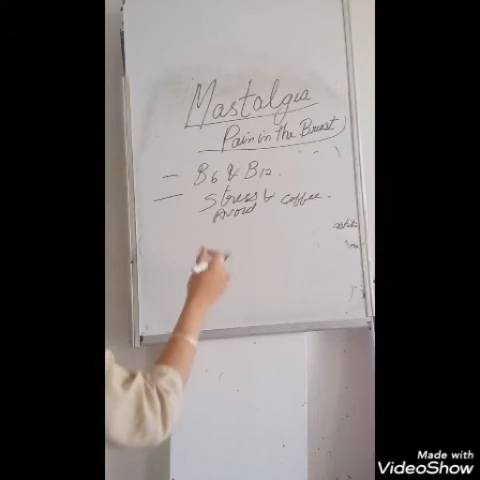 Mastalgia
Pain in the Breast
- B6 & B12.
- Stress & coffee.
Avoid
Made with
VideoShow